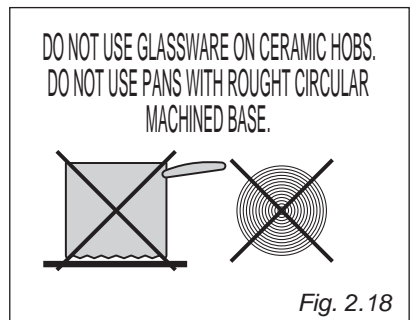 DO NOT USE GLASSWARE ON CERAMIC HOBS.
DO NOT USE PANS WITH ROUGHT CIRCULAR
MACHINED BASE.
Fig. 2.18